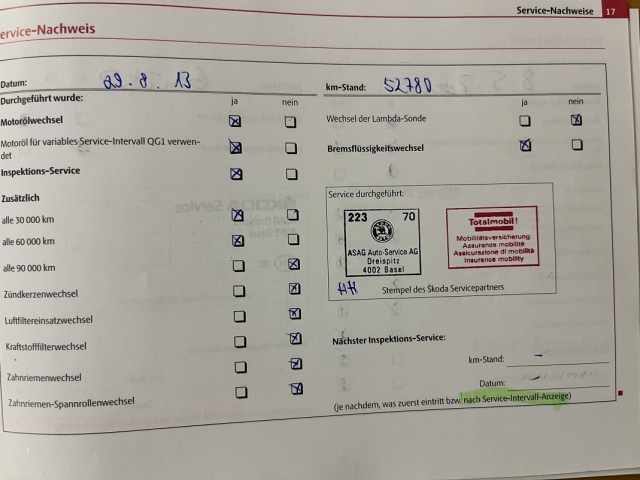 Service-Nachweise 17
ervice-Nachweis
Datum: 29.8.13
km-Stand: 52780
Durchgeführt wurde: ja nein
ja nein
Motorölwechsel
Wechsel der Lambda-Sonde
Motoröl für variables Service-Intervall QG1 verwen-
det
Bremsflüssigkeitswechsel
Inspektions-Service
Zusätzlich
alle 30 000 km
alle 60 000 km
alle 90 000 km
Zündkerzenwechsel
Luftfiltereinsatzwechsel
Kraftstofffilterwechsel
Zahnriemenwechsel
Zahnriemen-Spannrollenwechsel
Service durchgeführt:
223 70
ASAG Auto-Service AG
Dreispitz
4002 Basel
Totalmobil!
Mobilitätsversicherung
Assurance mobilité
Assicurazione di mobilità
Insurance mobility
HH Stempel des Škoda Servicepartners
Nächster Inspektions-Service:
km-Stand: –
Datum: –
(je nachdem, was zuerst eintritt bzw. nach Service-Intervall-Anzeige)